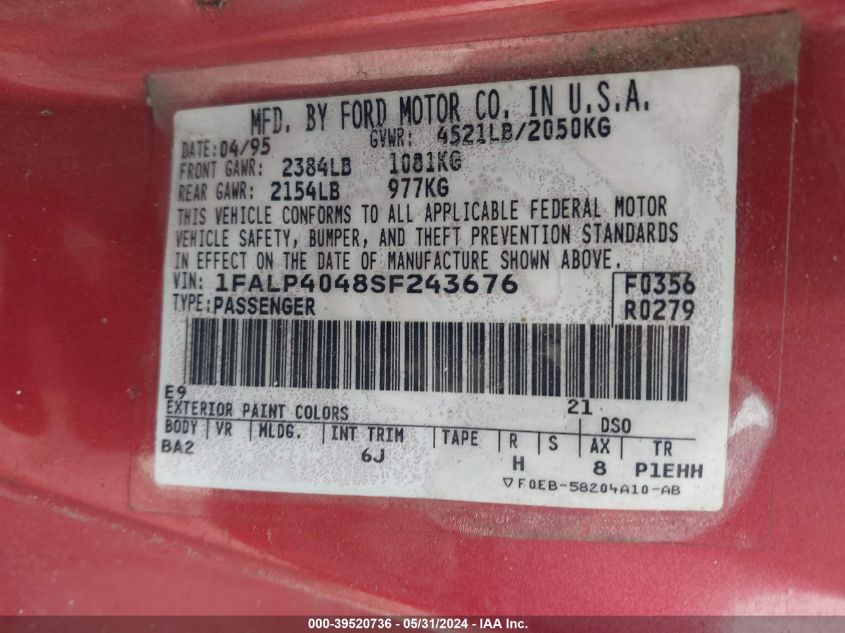 MFD. BY FORD MOTOR CO. IN U.S.A.
DATE: 04/95 GVWR: 4521LB/2050KG
FRONT GAWR: 2384LB 1081KG
REAR GAWR: 2154LB 977KG
THIS VEHICLE CONFORMS TO ALL APPLICABLE FEDERAL MOTOR
VEHICLE SAFETY, BUMPER, AND THEFT PREVENTION STANDARDS
IN EFFECT ON THE DATE OF MANUFACTURE SHOWN ABOVE.
VIN: 1FALP4048SF243676 F0356
TYPE: PASSENGER R0279
E9 21
EXTERIOR PAINT COLORS DSO
BODY VR MLDG. INT TRIM TAPE R S AX TR
BA2 6J H 8 P1EHH
▽F0EB-58204A10-AB
000-39520736 - 05/31/2024 - IAA Inc.